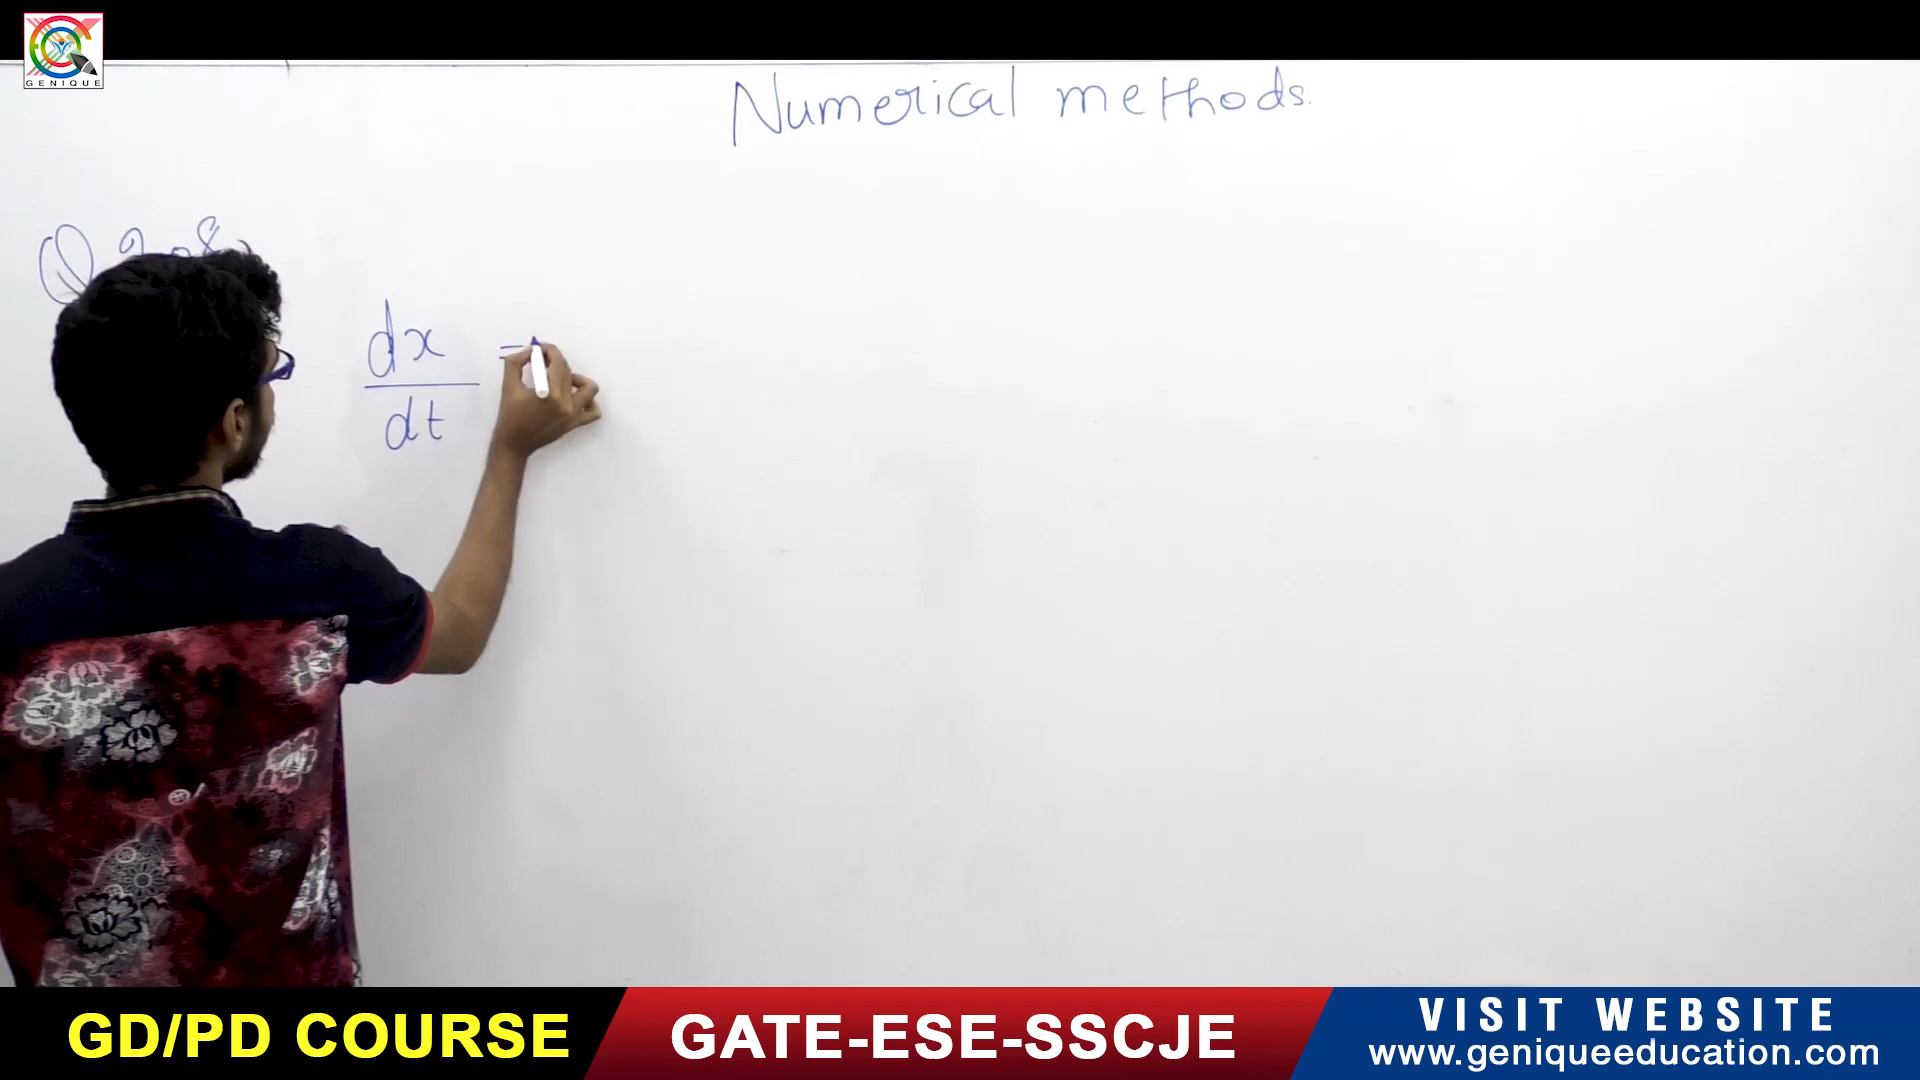 GENIQUE
Numerical methods.
Q
dx
=
dt
GD/PD COURSE
GATE-ESE-SSCJE
VISIT WEBSITE
www.geniqueeducation.com